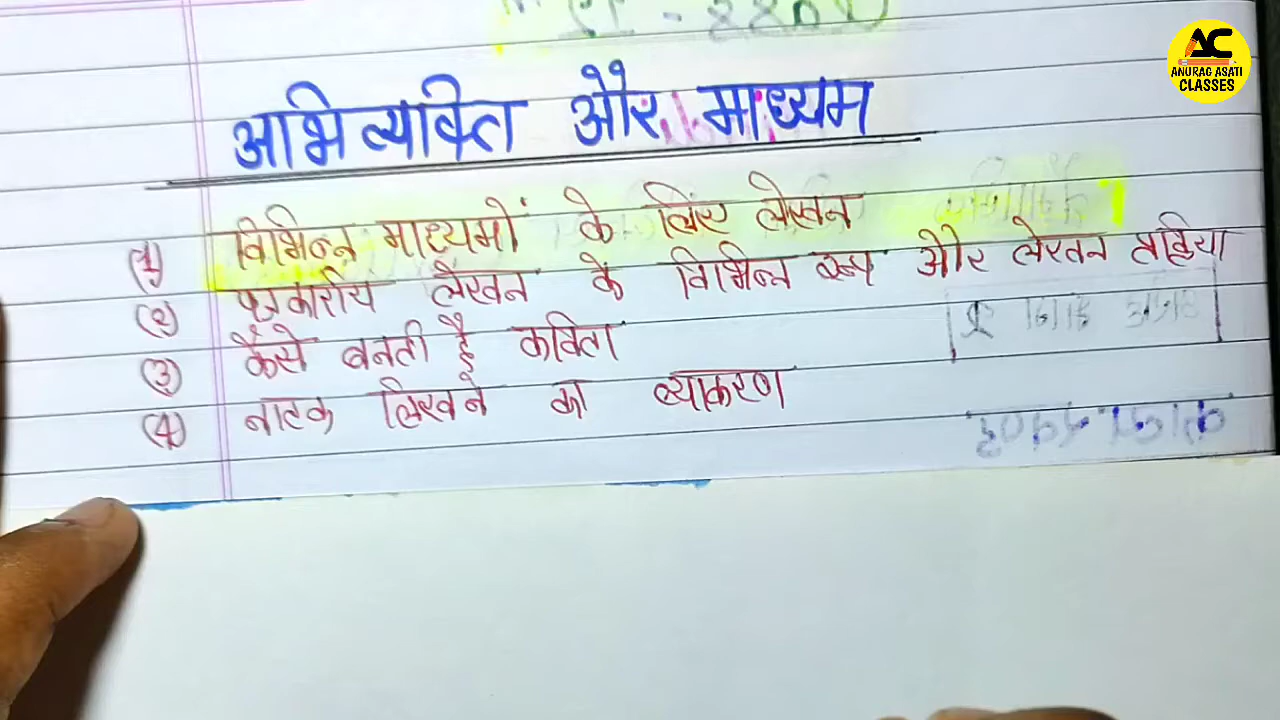 AC
ANURAG ASATI
CLASSES
अभिव्यक्ति और माध्यम
(1) विभिन्न माध्यमों के लिए लेखन
(2) पत्रकारीय लेखन के विभिन्न रूप और लेखन
(3) कैसे बनती है कविता
(4) नाटक लिखने का व्याकरण